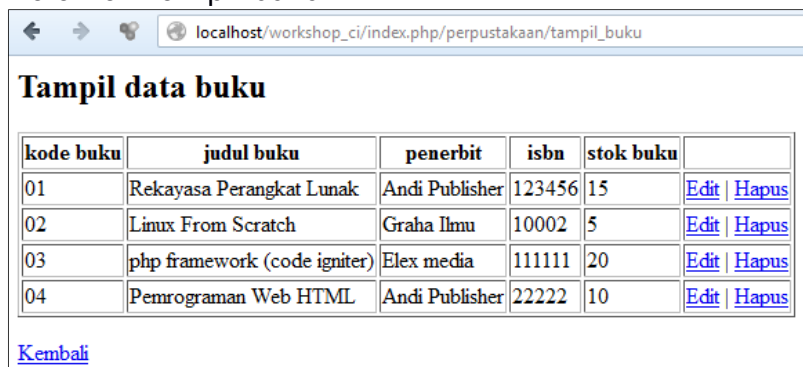 localhost/workshop_ci/index.php/perpustakaan/tampil_buku
Tampil data buku
kode buku judul buku penerbit isbn stok buku
01 Rekayasa Perangkat Lunak Andi Publisher 123456 15 Edit | Hapus
02 Linux From Scratch Graha Ilmu 10002 5 Edit | Hapus
03 php framework (code igniter) Elex media 111111 20 Edit | Hapus
04 Pemrograman Web HTML Andi Publisher 22222 10 Edit | Hapus
Kembali